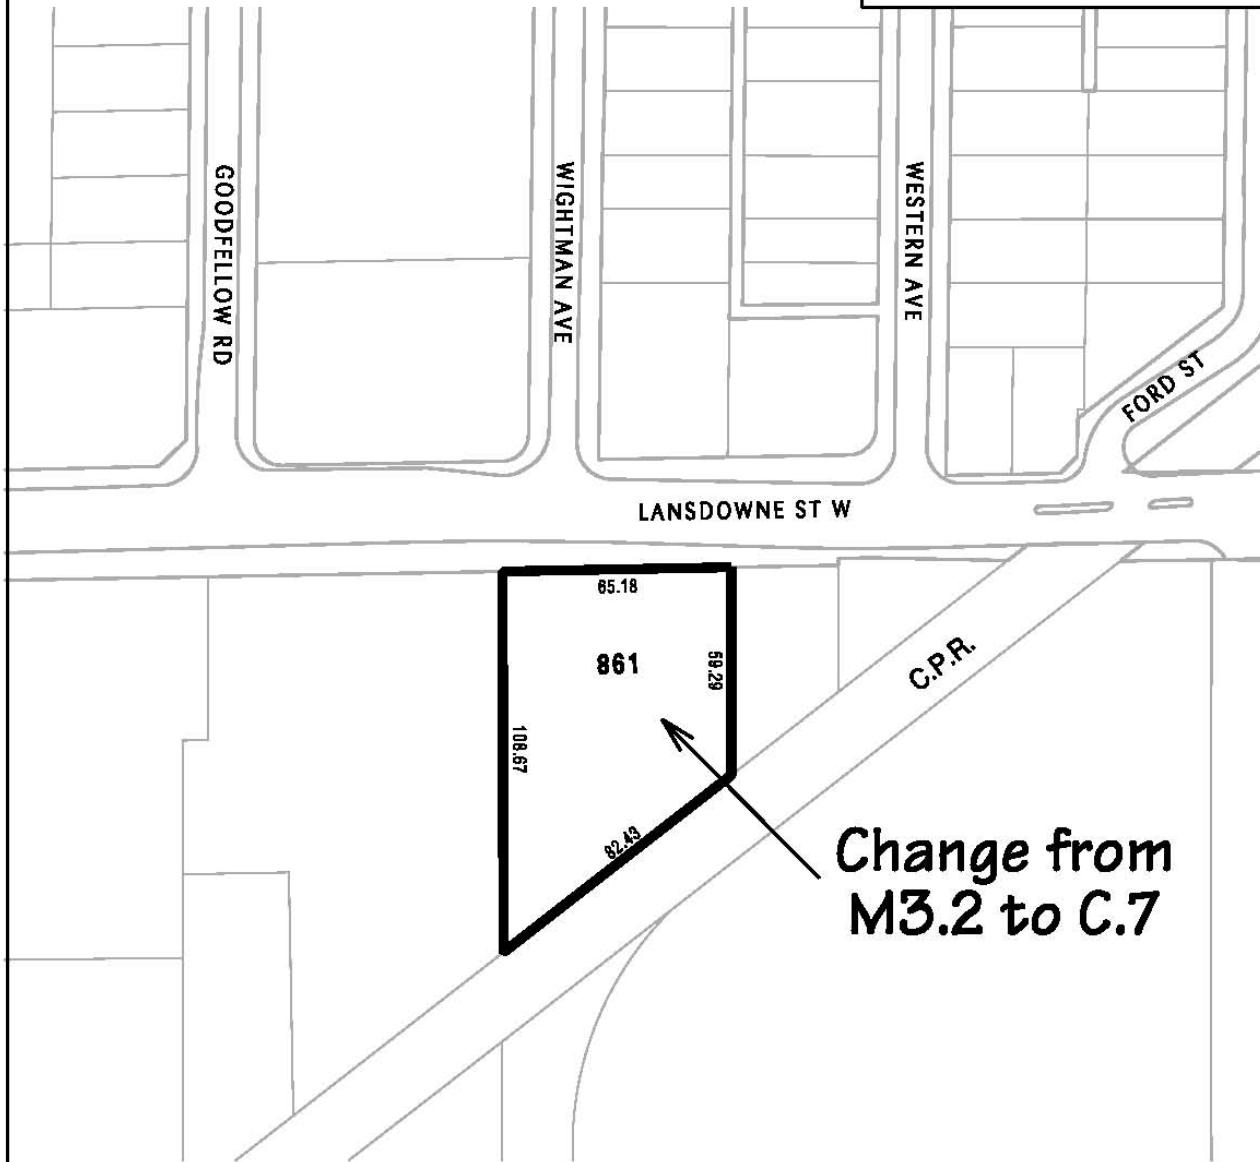 GOODFELLOW RD
WIGHTMAN AVE
WESTERN AVE
FORD ST
LANSDOWNE ST W
65.18
861
59.29
108.67
82.43
C.P.R.
Change from
M3.2 to C.7